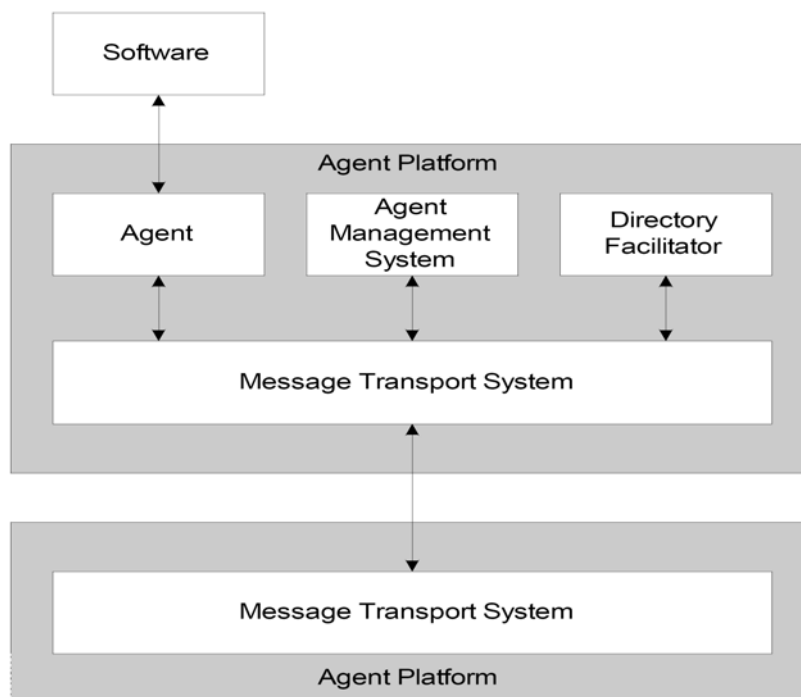 Software
Agent Platform
Agent
Agent
Management
System
Directory
Facilitator
Message Transport System
Message Transport System
Agent Platform